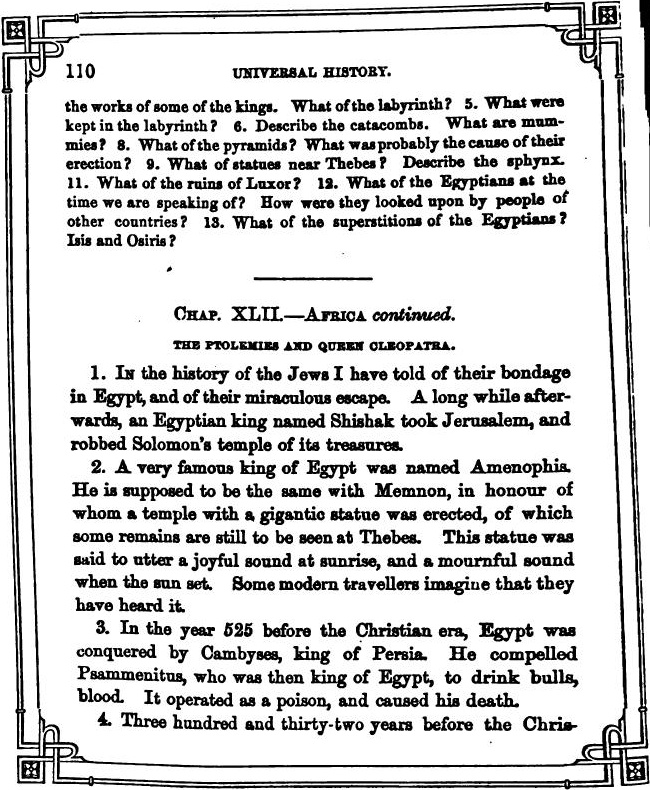 110 UNIVERSAL HISTORY.
the works of some of the kings. What of the labyrinth? 5. What were
kept in the labyrinth? 6. Describe the catacombs. What are mum-
mies? 8. What of the pyramids? What was probably the cause of their
erection? 9. What of statues near Thebes? Describe the sphynx.
11. What of the ruins of Luxor? 12. What of the Egyptians at the
time we are speaking of? How were they looked upon by people of
other countries? 13. What of the superstitions of the Egyptians?
Isis and Osiris?
CHAP. XLII.—AFRICA continued.
THE PTOLEMIES AND QUEEN CLEOPATRA.
1. IN the history of the Jews I have told of their bondage
in Egypt, and of their miraculous escape. A long while after-
wards, an Egyptian king named Shishak took Jerusalem, and
robbed Solomon's temple of its treasures.
2. A very famous king of Egypt was named Amenophis.
He is supposed to be the same with Memnon, in honour of
whom a temple with a gigantic statue was erected, of which
some remains are still to be seen at Thebes. This statue was
said to utter a joyful sound at sunrise, and a mournful sound
when the sun set. Some modern travellers imagine that they
have heard it.
3. In the year 525 before the Christian era, Egypt was
conquered by Cambyses, king of Persia. He compelled
Psammenitus, who was then king of Egypt, to drink bulls,
blood. It operated as a poison, and caused his death.
4. Three hundred and thirty-two years before the Chris-